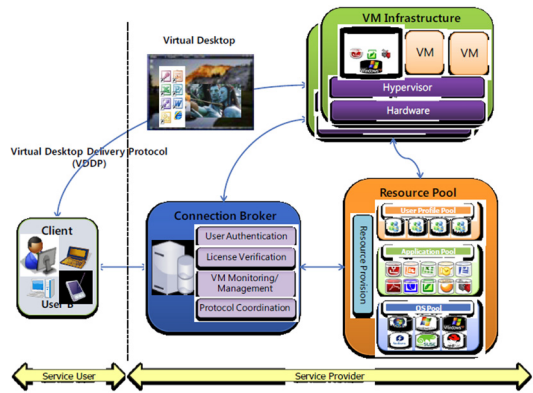 VM Infrastructure
Virtual Desktop
VM
VM
Hypervisor
Hardware
Virtual Desktop Delivery Protocol
(VDDP)
Client
User B
Connection Broker
User Authentication
License Verification
VM Monitoring/
Management
Protocol Coordination
Resource Pool
Resource Provision
User Profile Pool
Application Pool
OS Pool
Service User
Service Provider